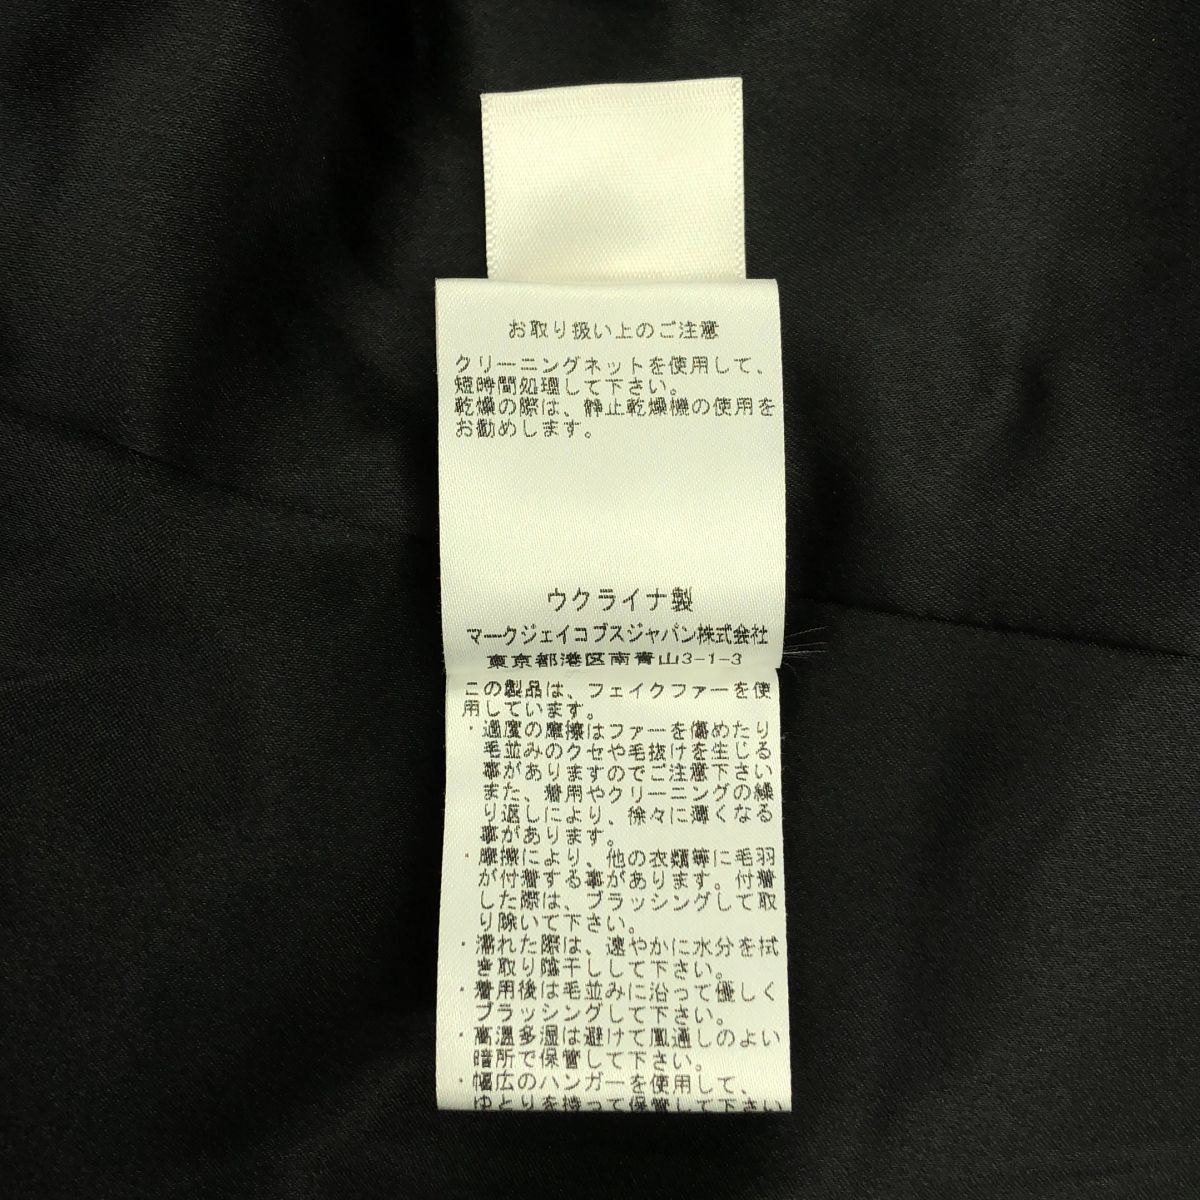 お取り扱い上のご注意
クリーニングネットを使用して、
短時間処理して下さい。
乾燥の際は、静止乾燥機の使用を
お勧めします。
ウクライナ製
マークジェイコブスジャパン株式会社
東京都港区南青山3-1-3
この製品は、フェイクファーを使
用しています。
・過度の摩擦はファーを傷めたり
毛並みのクセや毛抜けを生じる
事がありますのでご注意下さい
また、着用やクリーニングの繰
り返しにより、徐々に薄くなる
事があります。
・摩擦により、他の衣類等に毛羽
が付着する事があります。付着
した際は、ブラッシングして取
り除いて下さい。
・濡れた際は、速やかに水分を拭
き取り陰干しして下さい。
・着用後は毛並みに沿って優しく
ブラッシングして下さい。
・高温多湿は避けて風通しのよい
暗所で保管して下さい。
・幅広のハンガーを使用して、
ゆとりを持って保管して下さい